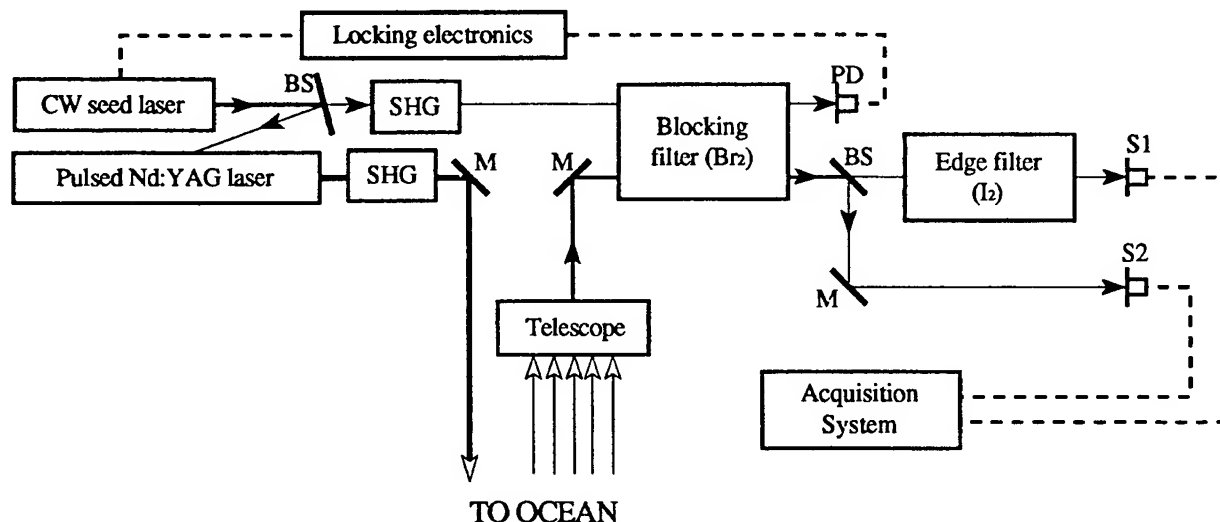 Locking electronics
PD
CW seed laser
BS
SHG
Blocking
filter (Br₂)
S1
Pulsed Nd:YAG laser
SHG
M
M
BS
Edge filter
(I₂)
S2
M
Telescope
Acquisition
System
TO OCEAN